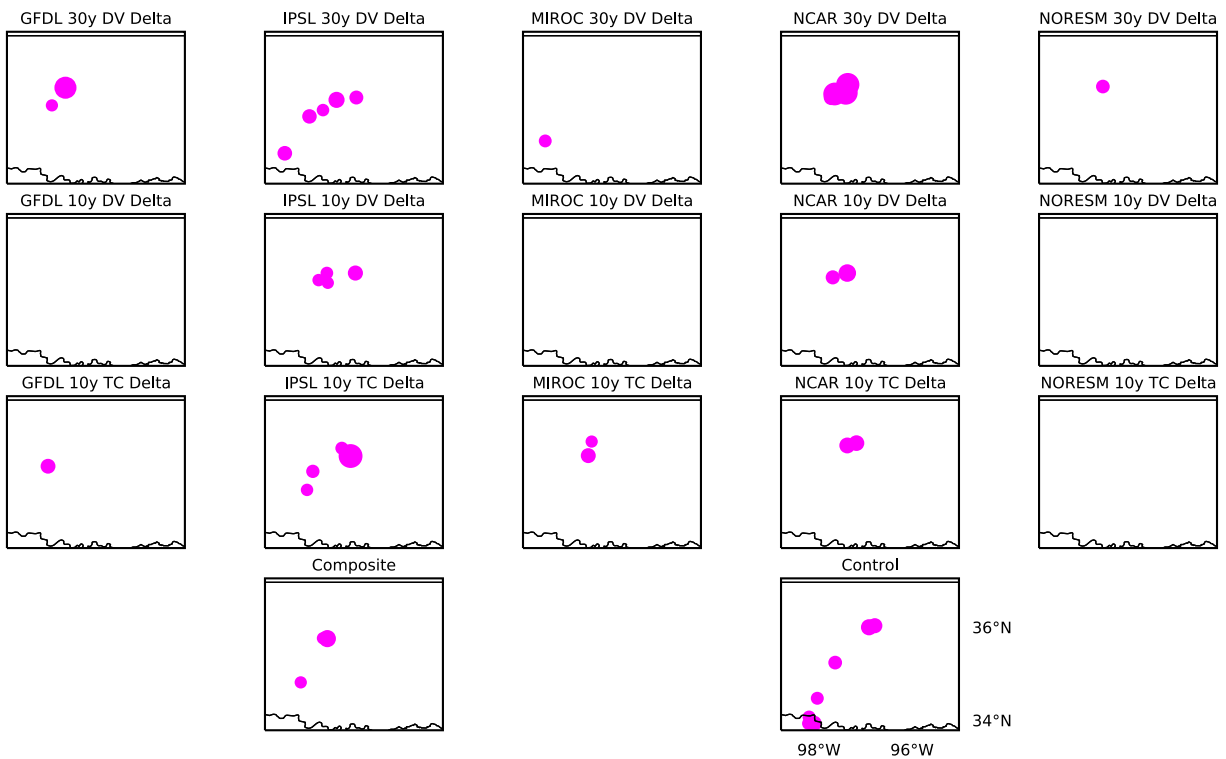 GFDL 30y DV Delta
IPSL 30y DV Delta
MIROC 30y DV Delta
NCAR 30y DV Delta
NORESM 30y DV Delta
GFDL 10y DV Delta
IPSL 10y DV Delta
MIROC 10y DV Delta
NCAR 10y DV Delta
NORESM 10y DV Delta
GFDL 10y TC Delta
IPSL 10y TC Delta
MIROC 10y TC Delta
NCAR 10y TC Delta
NORESM 10y TC Delta
Composite
Control
36°N
34°N
98°W
96°W